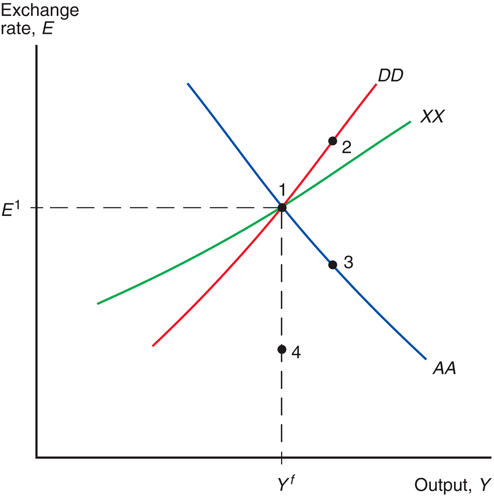 Exchange
rate, E
DD
XX
2
1
E¹
3
4
AA
Yᶠ
Output, Y